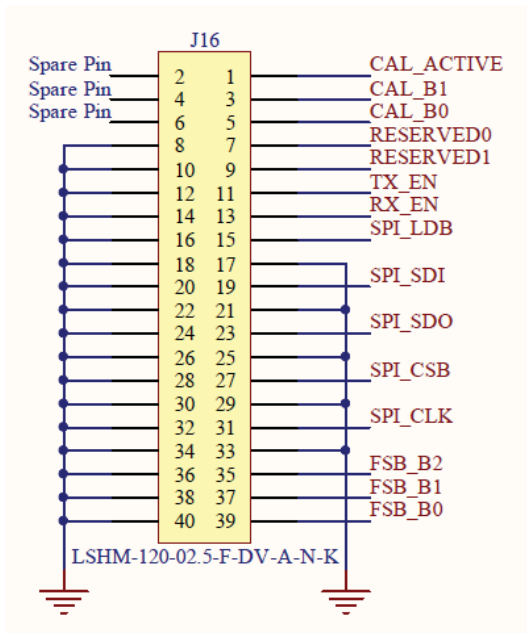 J16
Spare Pin 2 1 CAL_ACTIVE
Spare Pin 4 3 CAL_B1
Spare Pin 6 5 CAL_B0
8 7 RESERVED0
10 9 RESERVED1
12 11 TX_EN
14 13 RX_EN
16 15 SPI_LDB
18 17
20 19 SPI_SDI
22 21
24 23 SPI_SDO
26 25
28 27 SPI_CSB
30 29
32 31 SPI_CLK
34 33
36 35 FSB_B2
38 37 FSB_B1
40 39 FSB_B0
LSHM-120-02.5-F-DV-A-N-K